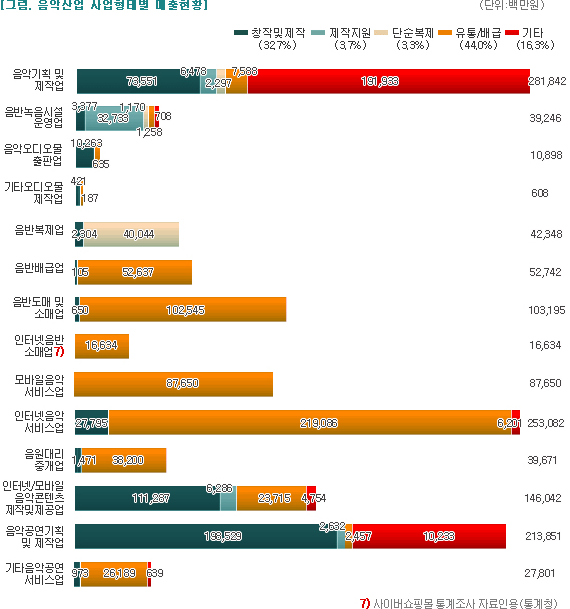 [그림. 음악산업 사업형태별 매출현황]
(단위:백만원)
창작및제작 제작지원 단순복제 유통/배급 기타
(32,7%) (3,7%) (3,3%) (44,0%) (16,3%)
음악기획 및
제작업
73,551 6,478 2,297 7,588 191,933 281,842
음반녹음시설
운영업
3,377 32,733 1,170 1,258 708 39,246
음악오디오물
출판업
10,263 635 10,898
기타오디오물
제작업
421 187 608
음반복제업 2,304 40,044 42,348
음반배급업 105 52,637 52,742
음반도매 및
소매업
650 102,545 103,195
인터넷음반
소매업7)
16,634 16,634
모바일음악
서비스업
87,650 87,650
인터넷음악
서비스업
27,795 219,086 6,201 253,082
음원대리
중개업
1,471 38,200 39,671
인터넷/모바일
음악콘텐츠
제작및제공업
111,287 6,286 23,715 4,754 146,042
음악공연기획
및 제작업
198,529 2,632 2,457 10,233 213,851
기타음악공연
서비스업
973 26,189 639 27,801
7) 사이버쇼핑몰 통계조사 자료인용(통계청)